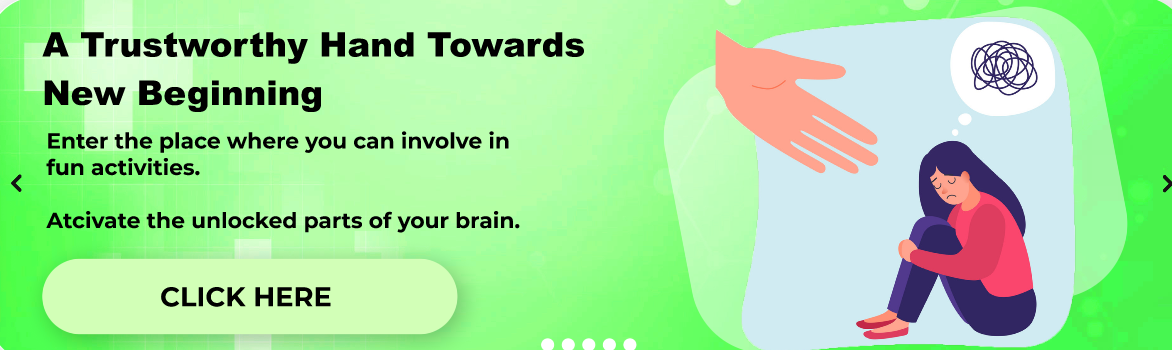 A Trustworthy Hand Towards
New Beginning
Enter the place where you can involve in
fun activities.
Atcivate the unlocked parts of your brain.
CLICK HERE